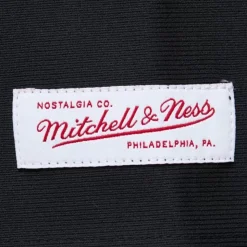 NOSTALGIA CO.
Mitchell & Ness
PHILADELPHIA, PA.